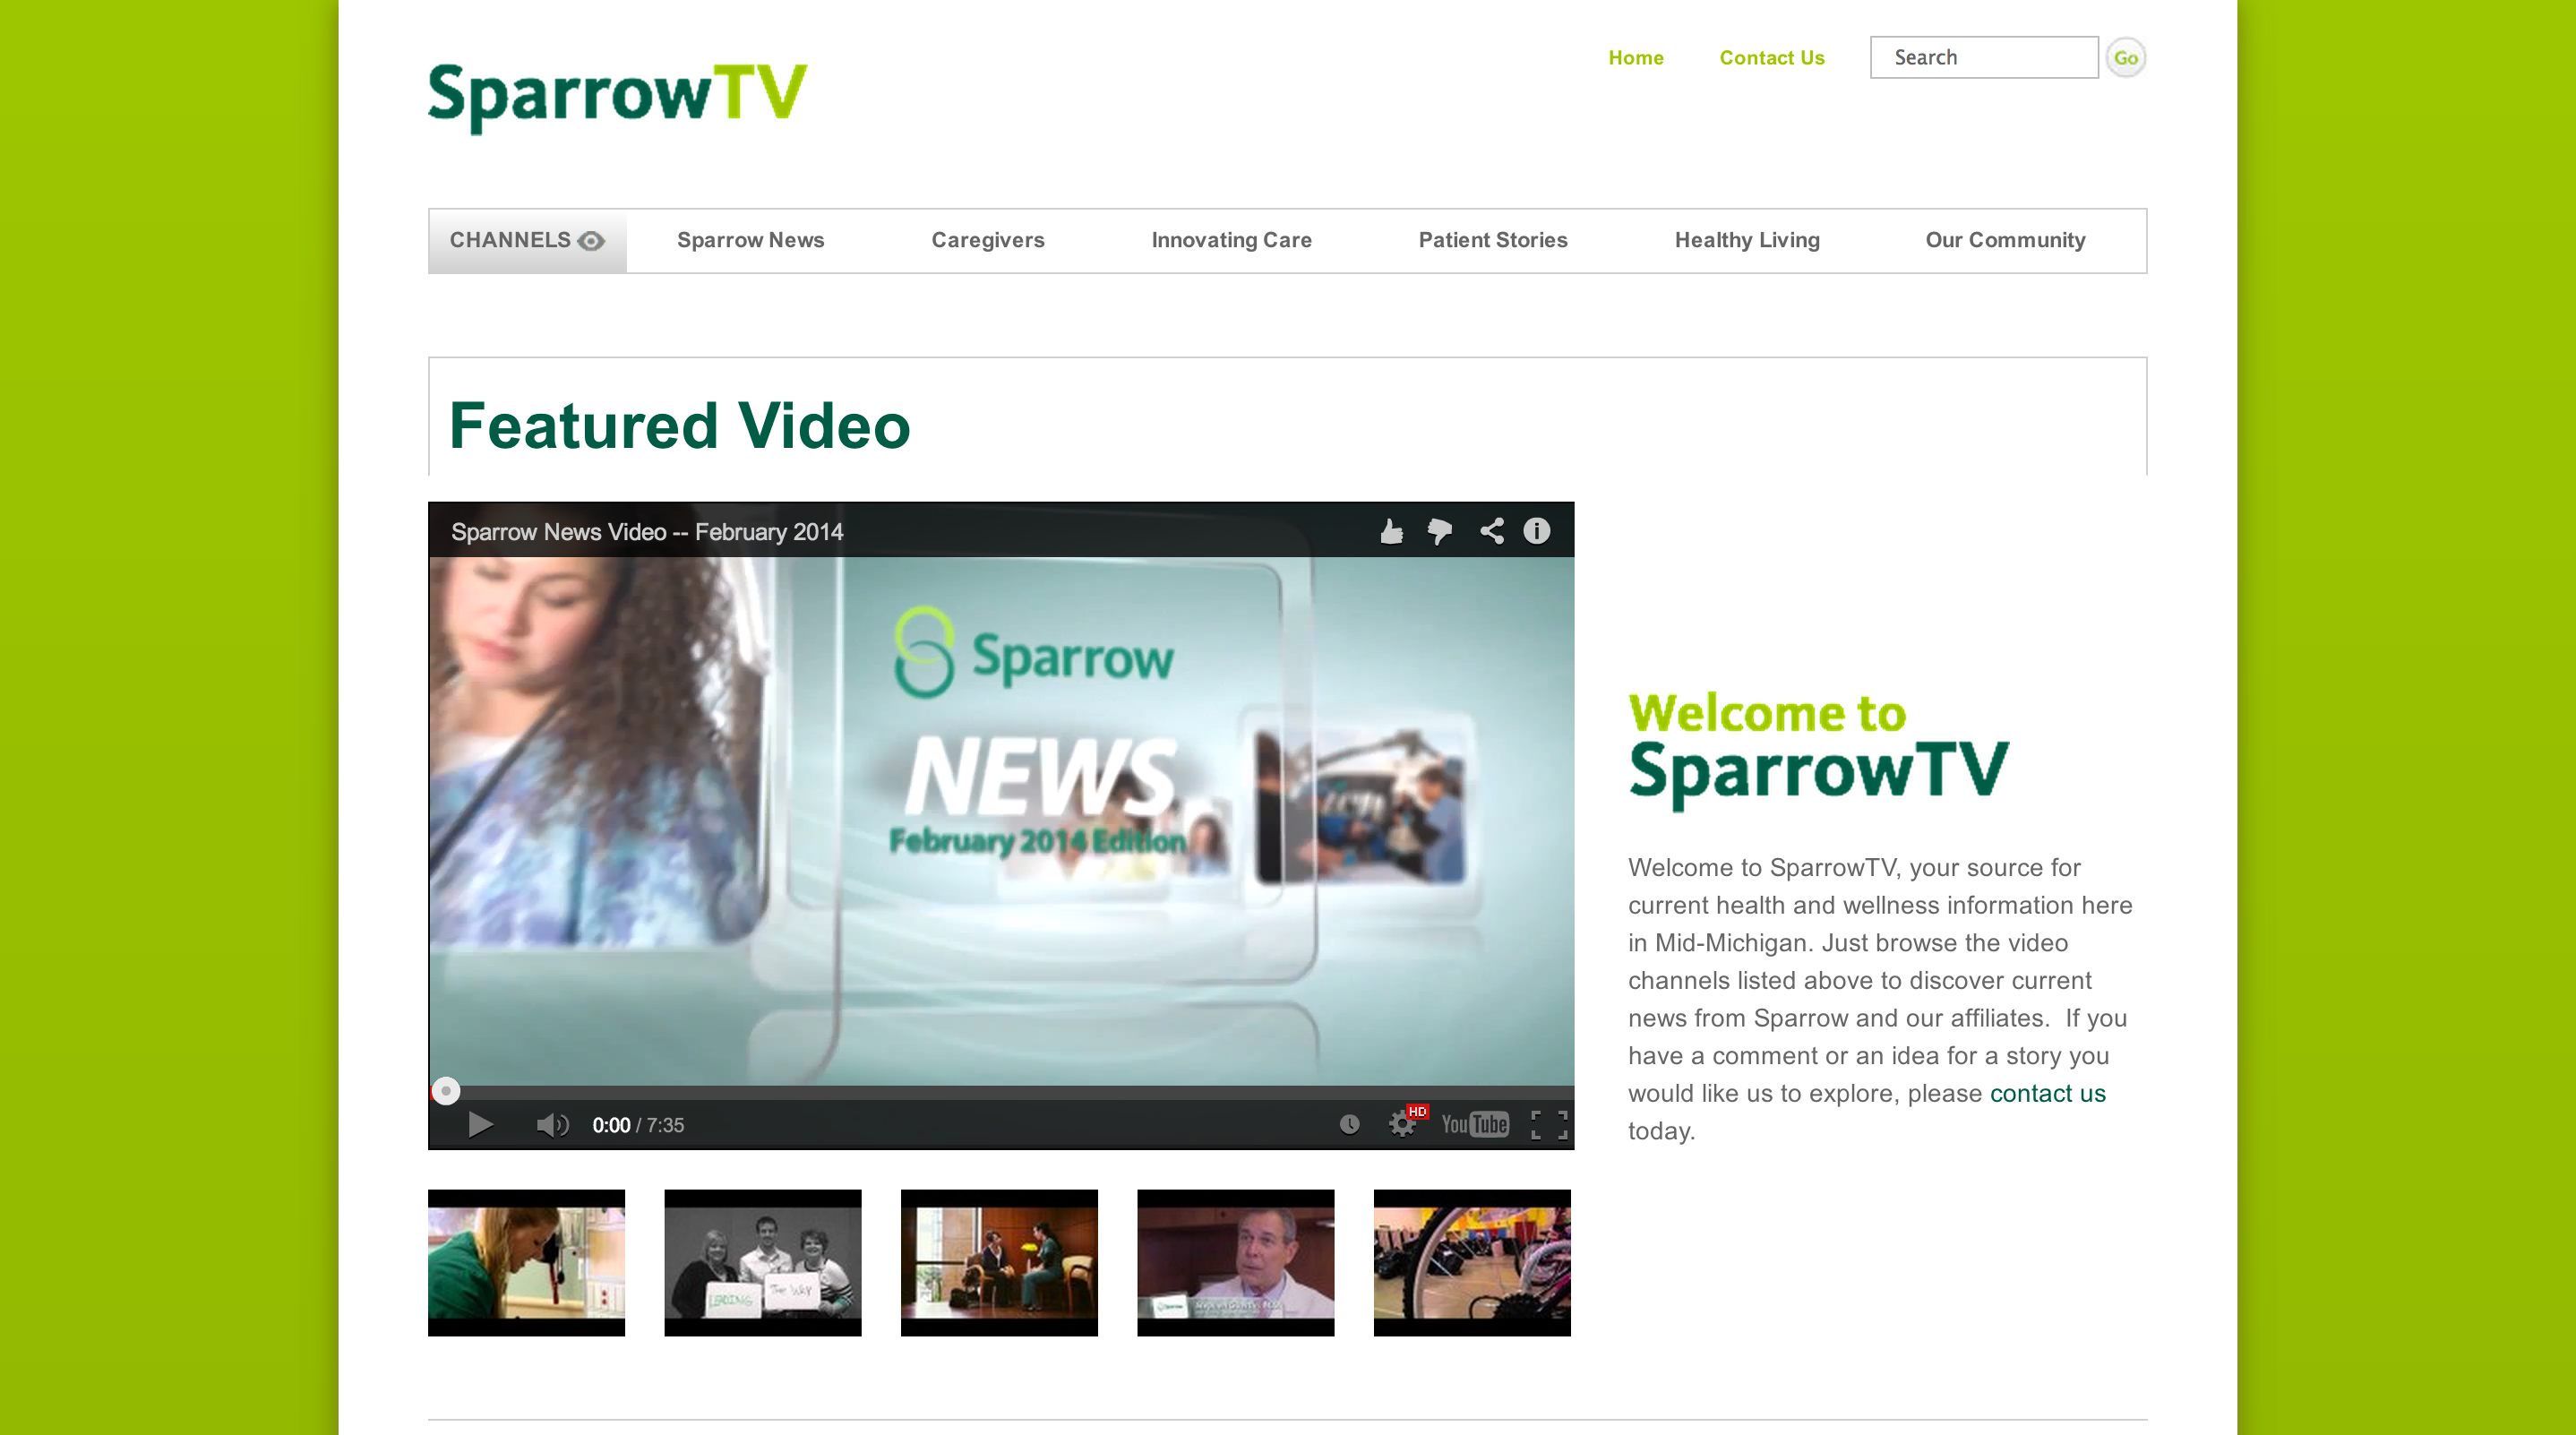 SparrowTV
Home
Contact Us
Search
Go
CHANNELS
Sparrow News
Caregivers
Innovating Care
Patient Stories
Healthy Living
Our Community
Featured Video
Sparrow News Video -- February 2014
Sparrow
NEWS
February 2014 Edition
0:00 / 7:35
HD
YouTube
Welcome to
SparrowTV
Welcome to SparrowTV, your source for
current health and wellness information here
in Mid-Michigan. Just browse the video
channels listed above to discover current
news from Sparrow and our affiliates.  If you
have a comment or an idea for a story you
would like us to explore, please contact us
today.
LEADING
The Way
Sparrow